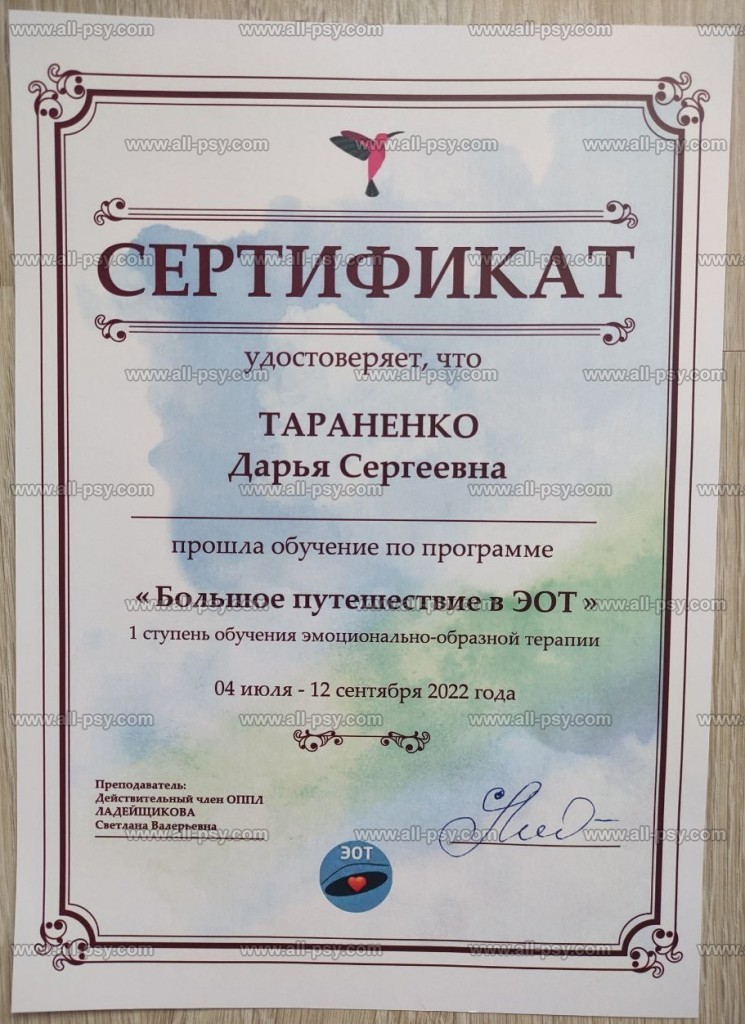 СЕРТИФИКАТ
удостоверяет, что
ТАРАНЕНКО
Дарья Сергеевна
прошла обучение по программе
«Большое путешествие в ЭОТ»
1 ступень обучения эмоционально-образной терапии
04 июля - 12 сентября 2022 года
Преподаватель:
Действительный член ОППЛ
ЛАДЕЙЩИКОВА
Светлана Валерьевна
ЭОТ
www.all-psy.com